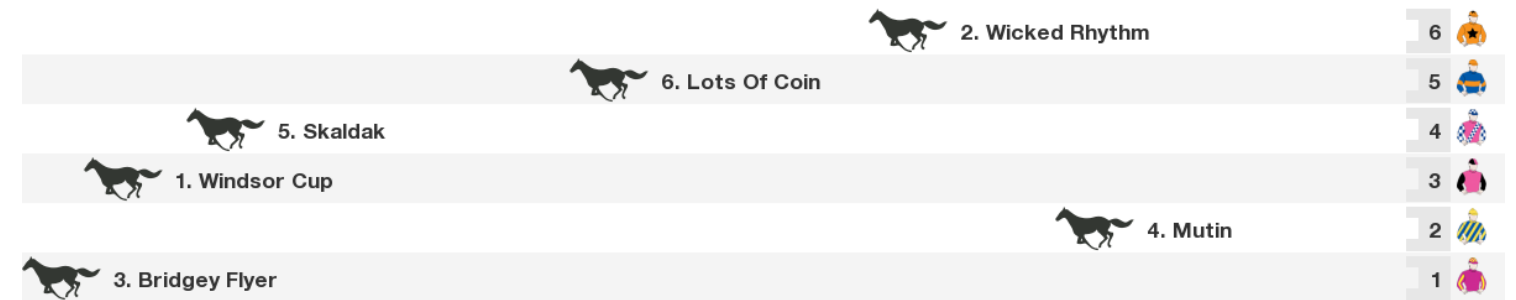 2. Wicked Rhythm 6
6. Lots Of Coin 5
5. Skaldak 4
1. Windsor Cup 3
4. Mutin 2
3. Bridgey Flyer 1